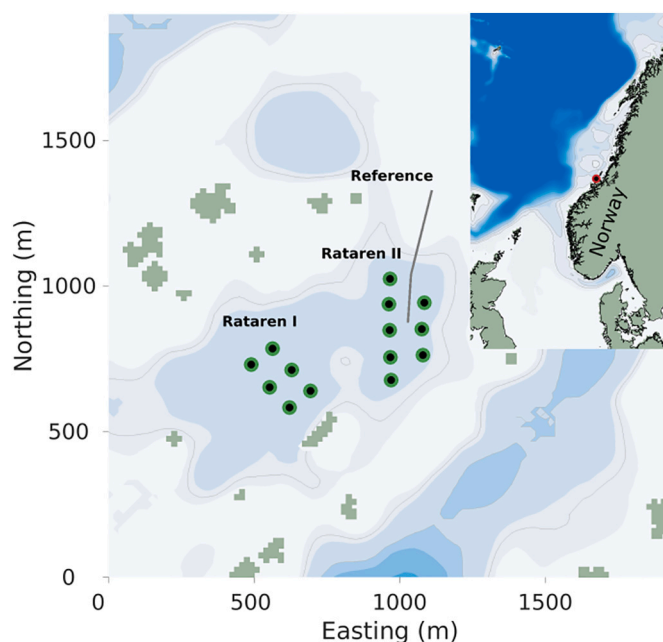 Norway
1500
Reference
Rataren II
1000
Rataren I
500
0
Northing (m)
0
500
1000
1500
Easting (m)